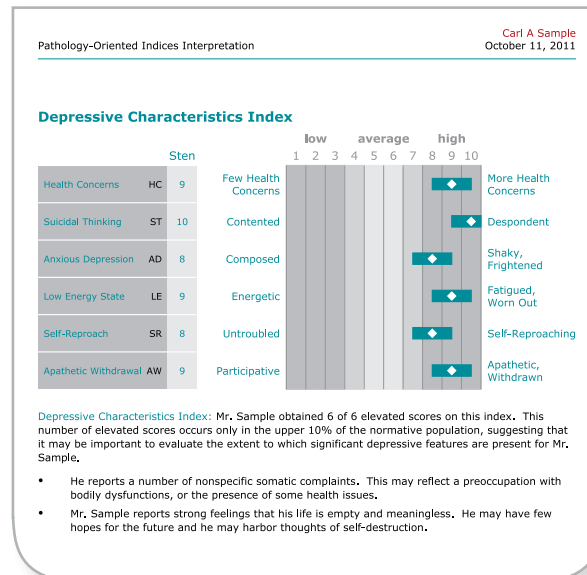 Carl A Sample
Pathology-Oriented Indices Interpretation October 11, 2011
Depressive Characteristics Index
low average high
Sten 1 2 3 4 5 6 7 8 9 10
Health Concerns HC 9 Few Health Concerns More Health Concerns
Suicidal Thinking ST 10 Contented Despondent
Anxious Depression AD 8 Composed Shaky, Frightened
Low Energy State LE 9 Energetic Fatigued, Worn Out
Self-Reproach SR 8 Untroubled Self-Reproaching
Apathetic Withdrawal AW 9 Participative Apathetic, Withdrawn
Depressive Characteristics Index: Mr. Sample obtained 6 of 6 elevated scores on this index. This
number of elevated scores occurs only in the upper 10% of the normative population, suggesting that
it may be important to evaluate the extent to which significant depressive features are present for Mr.
Sample.
• He reports a number of nonspecific somatic complaints. This may reflect a preoccupation with
bodily dysfunctions, or the presence of some health issues.
• Mr. Sample reports strong feelings that his life is empty and meaningless. He may have few
hopes for the future and he may harbor thoughts of self-destruction.